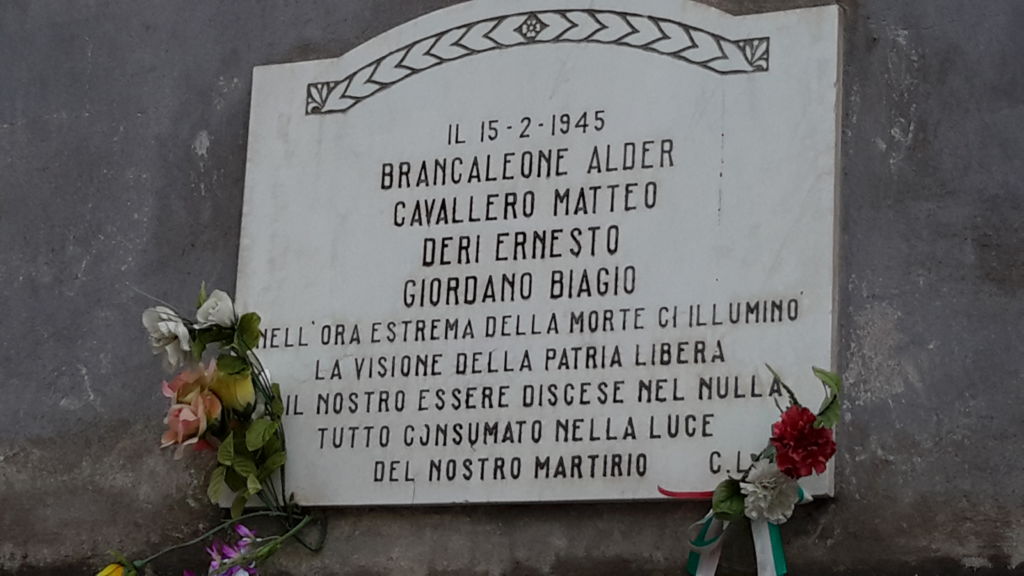 IL 15-2-1945
BRANCALEONE ALDER
CAVALLERO MATTEO
DERI ERNESTO
GIORDANO BIAGIO
NELL'ORA ESTREMA DELLA MORTE CI ILLUMINÒ
LA VISIONE DELLA PATRIA LIBERA
IL NOSTRO ESSERE DISCESE NEL NULLA
TUTTO CONSUMATO NELLA LUCE
DEL NOSTRO MARTIRIO